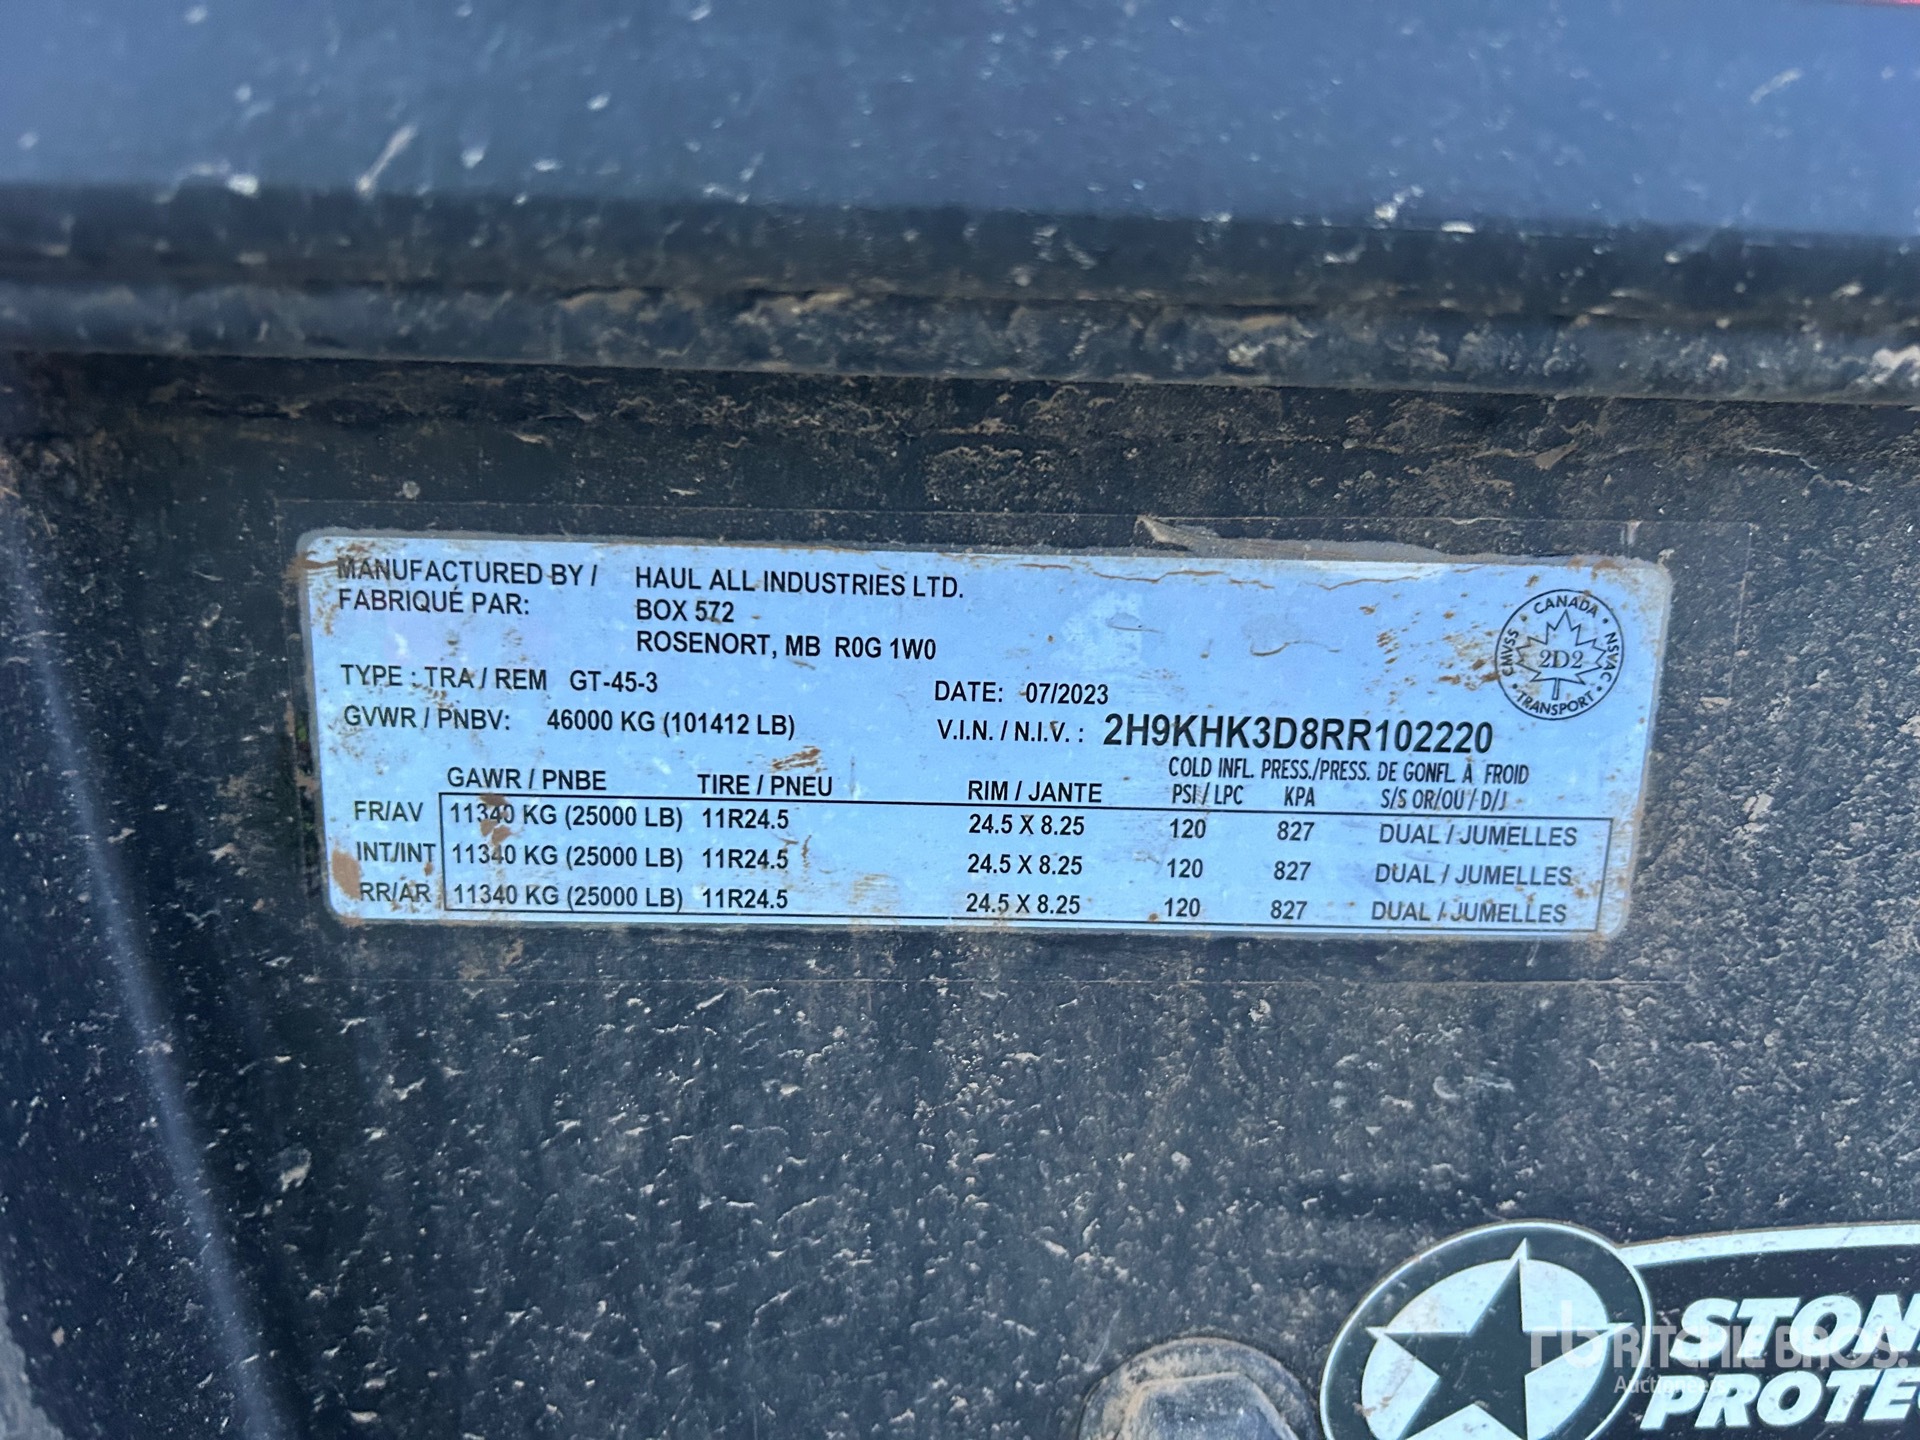 MANUFACTURED BY / HAUL ALL INDUSTRIES LTD.
FABRIQUÉ PAR: BOX 572
ROSENORT, MB R0G 1W0
TYPE : TRA / REM GT-45-3
DATE: 07/2023
GVWR / PNBV: 46000 KG (101412 LB)
V.I.N. / N.I.V. : 2H9KHK3D8RR102220
CANADA
CMVSS 2D2 NSVAC
TRANSPORT
COLD INFL. PRESS./PRESS. DE GONFL. À FROID
GAWR / PNBE TIRE / PNEU RIM / JANTE PSI / LPC KPA S/S OR/OU / D/J
FR/AV 11340 KG (25000 LB) 11R24.5 24.5 X 8.25 120 827 DUAL / JUMELLES
INT/INT 11340 KG (25000 LB) 11R24.5 24.5 X 8.25 120 827 DUAL / JUMELLES
RR/AR 11340 KG (25000 LB) 11R24.5 24.5 X 8.25 120 827 DUAL / JUMELLES
STON
rb RITCHIE BROS.
PROTEC